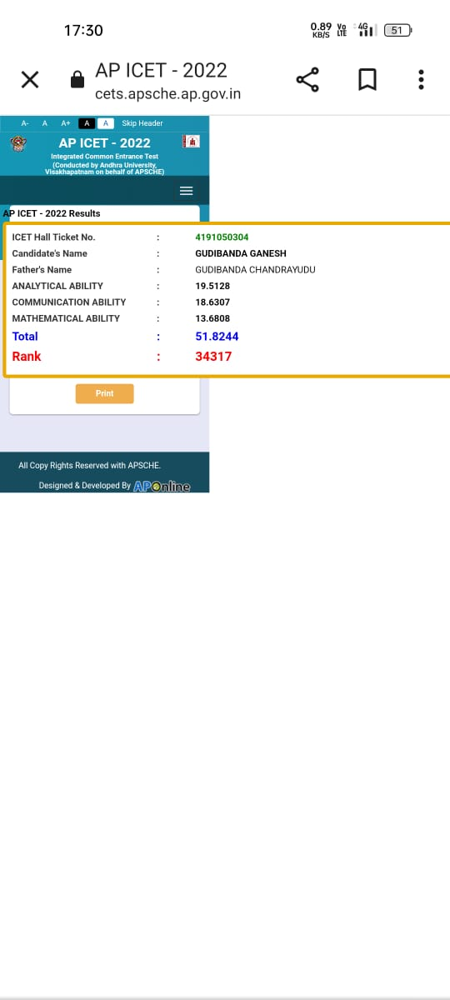 17:30 0.89 KB/S Vo LTE 4G 51
AP ICET - 2022
cets.apsche.ap.gov.in
A- A A+ A A Skip Header
AP ICET - 2022
Integrated Common Entrance Test
(Conducted by Andhra University,
Visakhapatnam on behalf of APSCHE)
AP ICET - 2022 Results
ICET Hall Ticket No. : 4191050304
Candidate's Name : GUDIBANDA GANESH
Father's Name : GUDIBANDA CHANDRAYUDU
ANALYTICAL ABILITY : 19.5128
COMMUNICATION ABILITY : 18.6307
MATHEMATICAL ABILITY : 13.6808
Total : 51.8244
Rank : 34317
Print
All Copy Rights Reserved with APSCHE.
Designed & Developed By APOnline